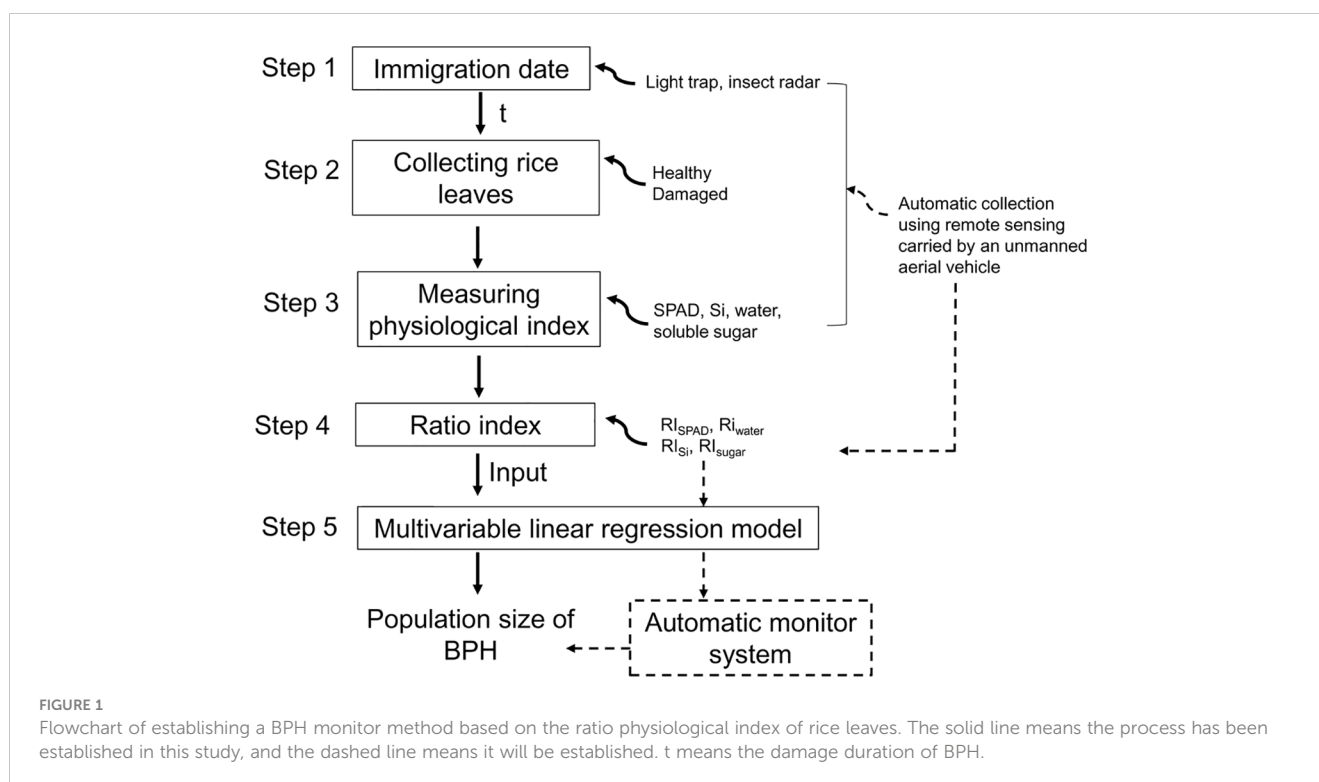 Step 1
Immigration date
Light trap, insect radar
t
Step 2
Collecting rice
leaves
Healthy
Damaged
Automatic collection
using remote sensing
carried by an unmanned
aerial vehicle
Step 3
Measuring
physiological index
SPAD, Si, water,
soluble sugar
Step 4
Ratio index
RISPAD, Riwater
RISi, RIsugar
Input
Step 5
Multivariable linear regression model
Population size of
BPH
Automatic monitor
system
FIGURE 1
Flowchart of establishing a BPH monitor method based on the ratio physiological index of rice leaves. The solid line means the process has been
established in this study, and the dashed line means it will be established. t means the damage duration of BPH.